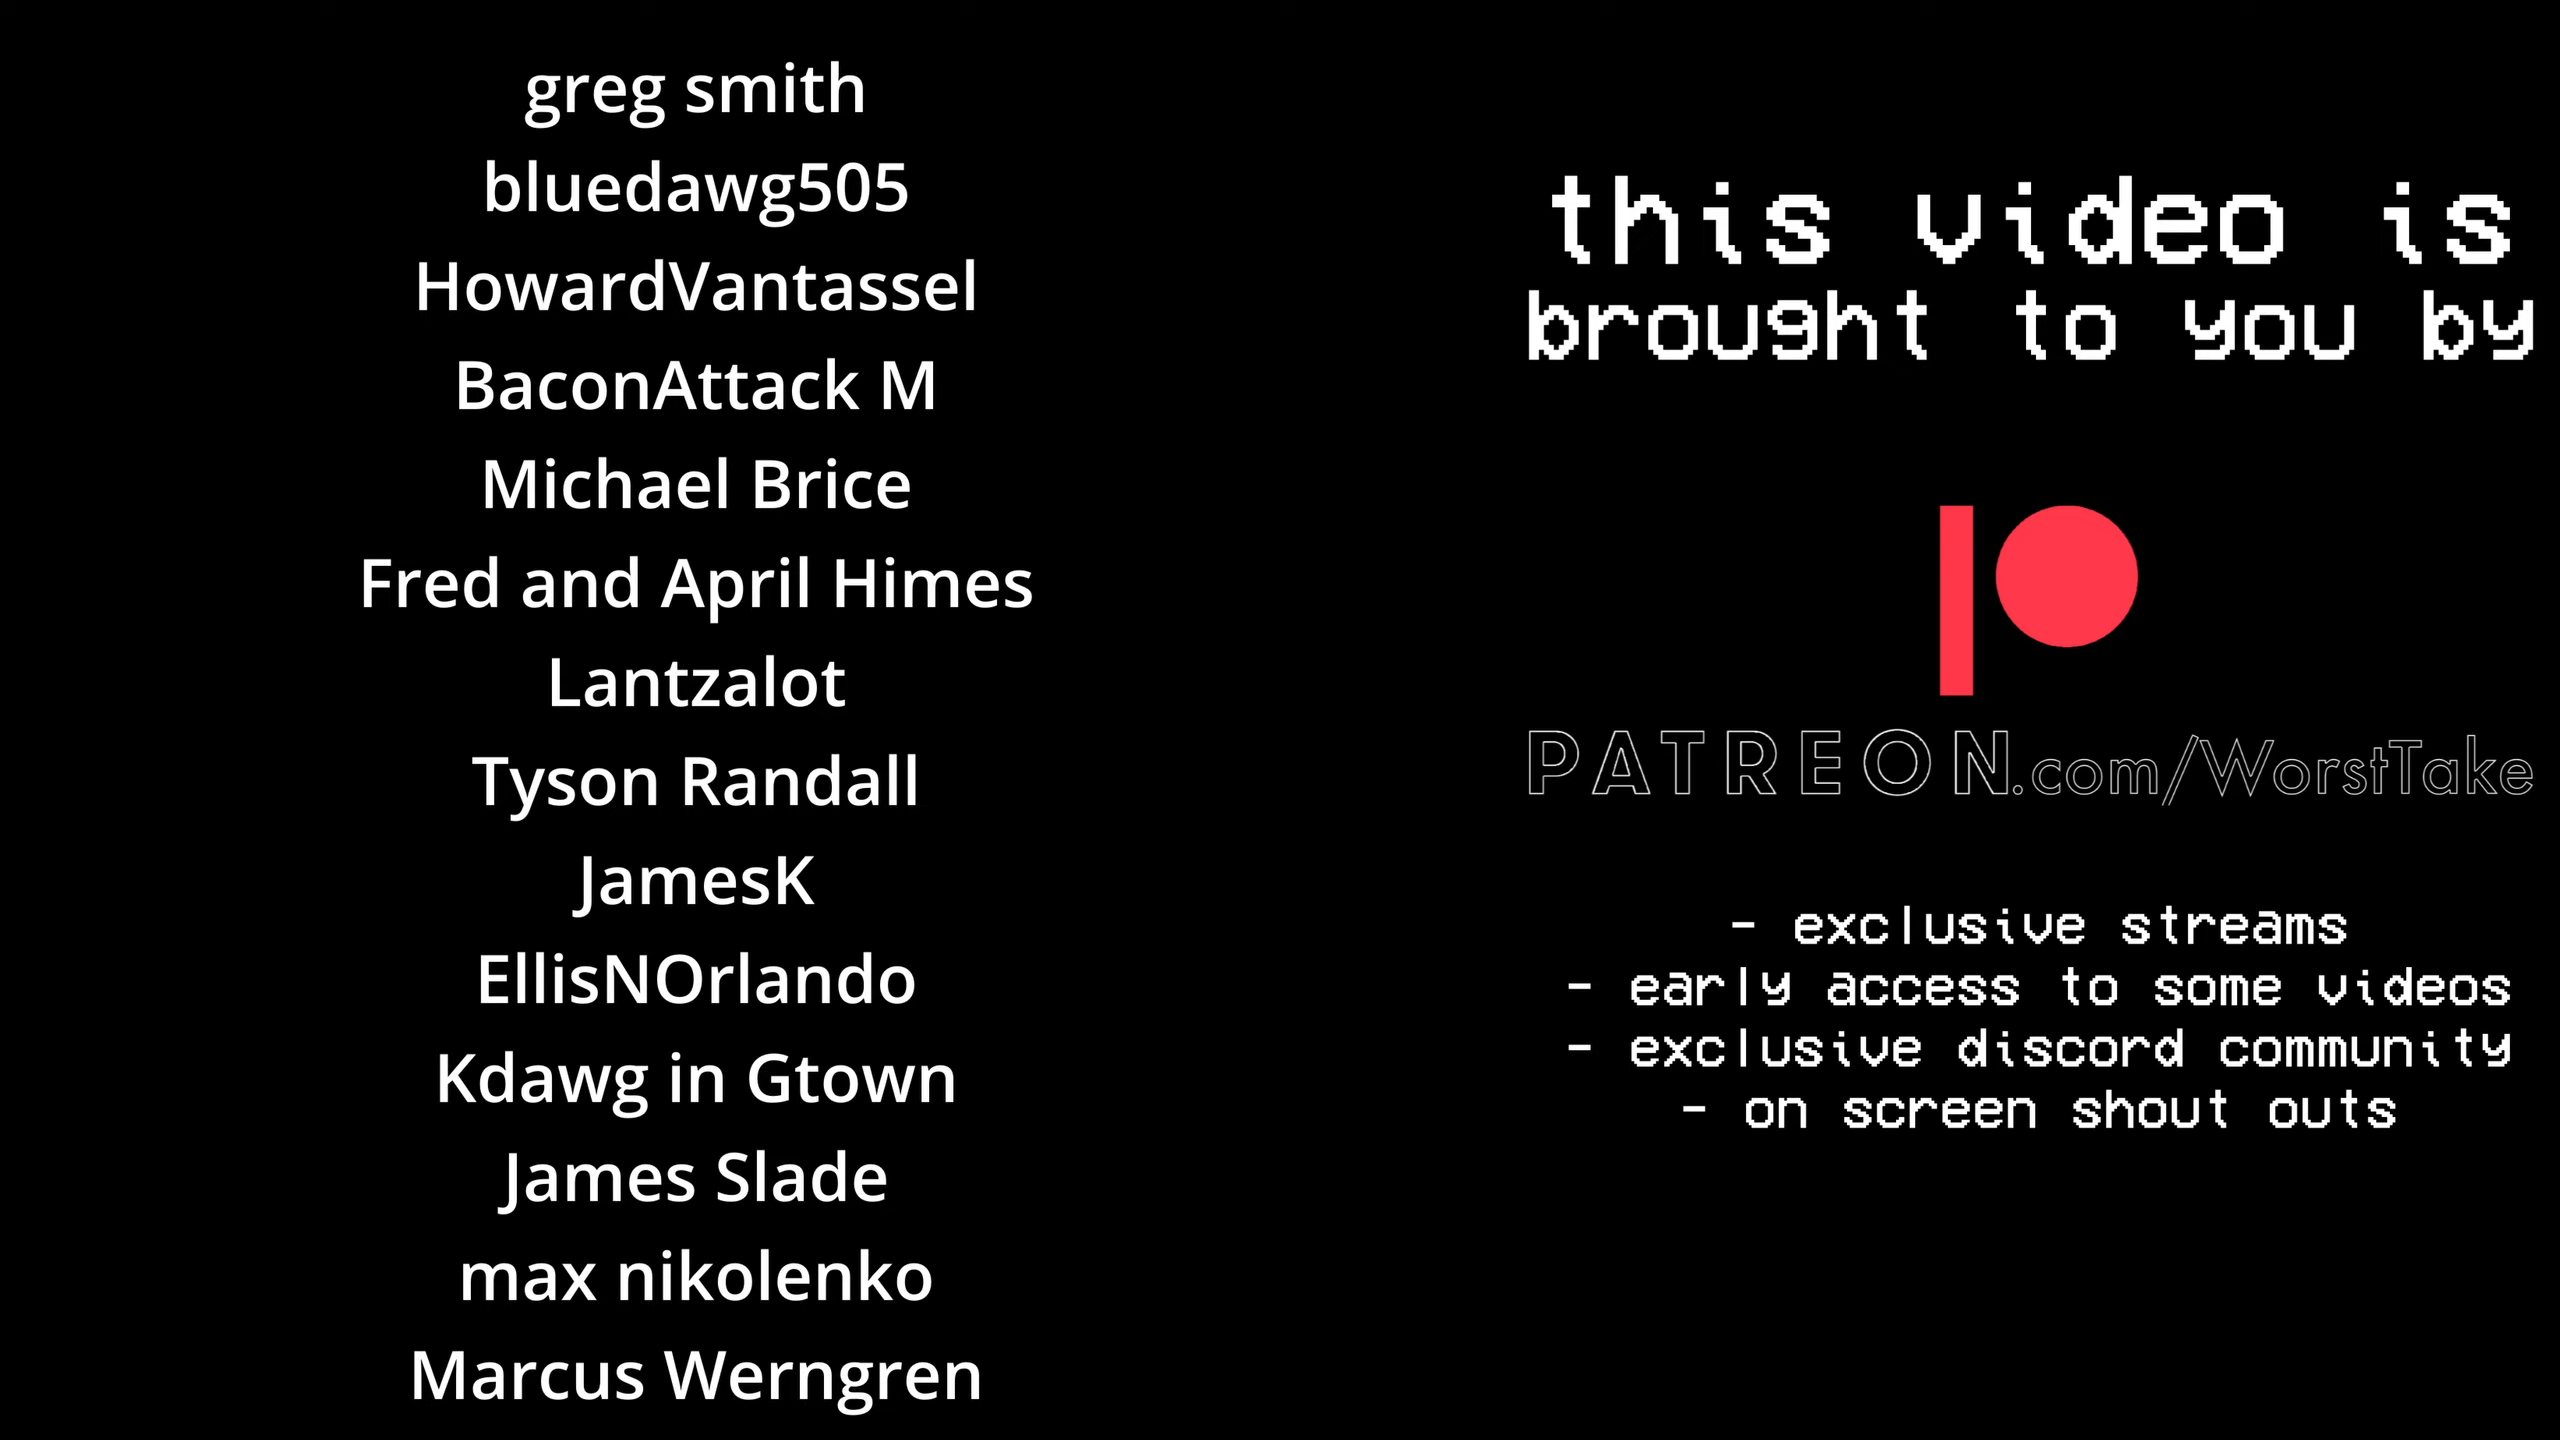 greg smith
bluedawg505
HowardVantassel
BaconAttack M
Michael Brice
Fred and April Himes
Lantzalot
Tyson Randall
JamesK
EllisNOrlando
Kdawg in Gtown
James Slade
max nikolenko
Marcus Werngren
this video is
brought to you by
PATREON.com/WorstTake
- exclusive streams
- early access to some videos
- exclusive discord community
- on screen shout outs